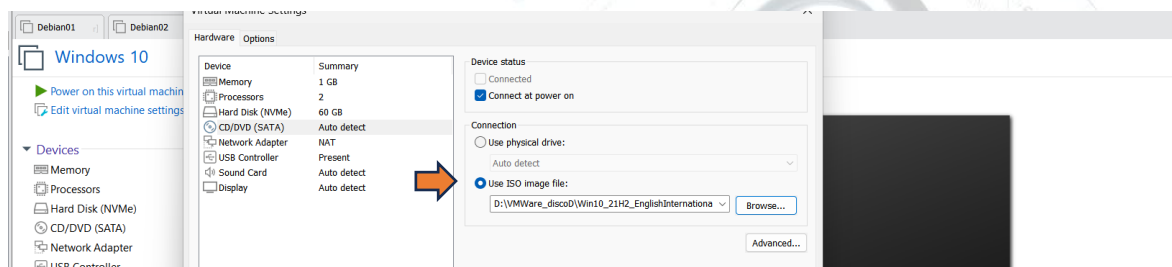 Debian01
Debian02
Virtual Machine Settings
Hardware Options
Windows 10
Power on this virtual machin
Edit virtual machine settings
Devices
Memory
Processors
Hard Disk (NVMe)
CD/DVD (SATA)
Network Adapter
USB Controller
Device Summary
Memory 1 GB
Processors 2
Hard Disk (NVMe) 60 GB
CD/DVD (SATA) Auto detect
Network Adapter NAT
USB Controller Present
Sound Card Auto detect
Display Auto detect
Device status
Connected
Connect at power on
Connection
Use physical drive:
Auto detect
Use ISO image file:
D:\VMWare_discoD\Win10_21H2_EnglishInternationa
Browse...
Advanced...